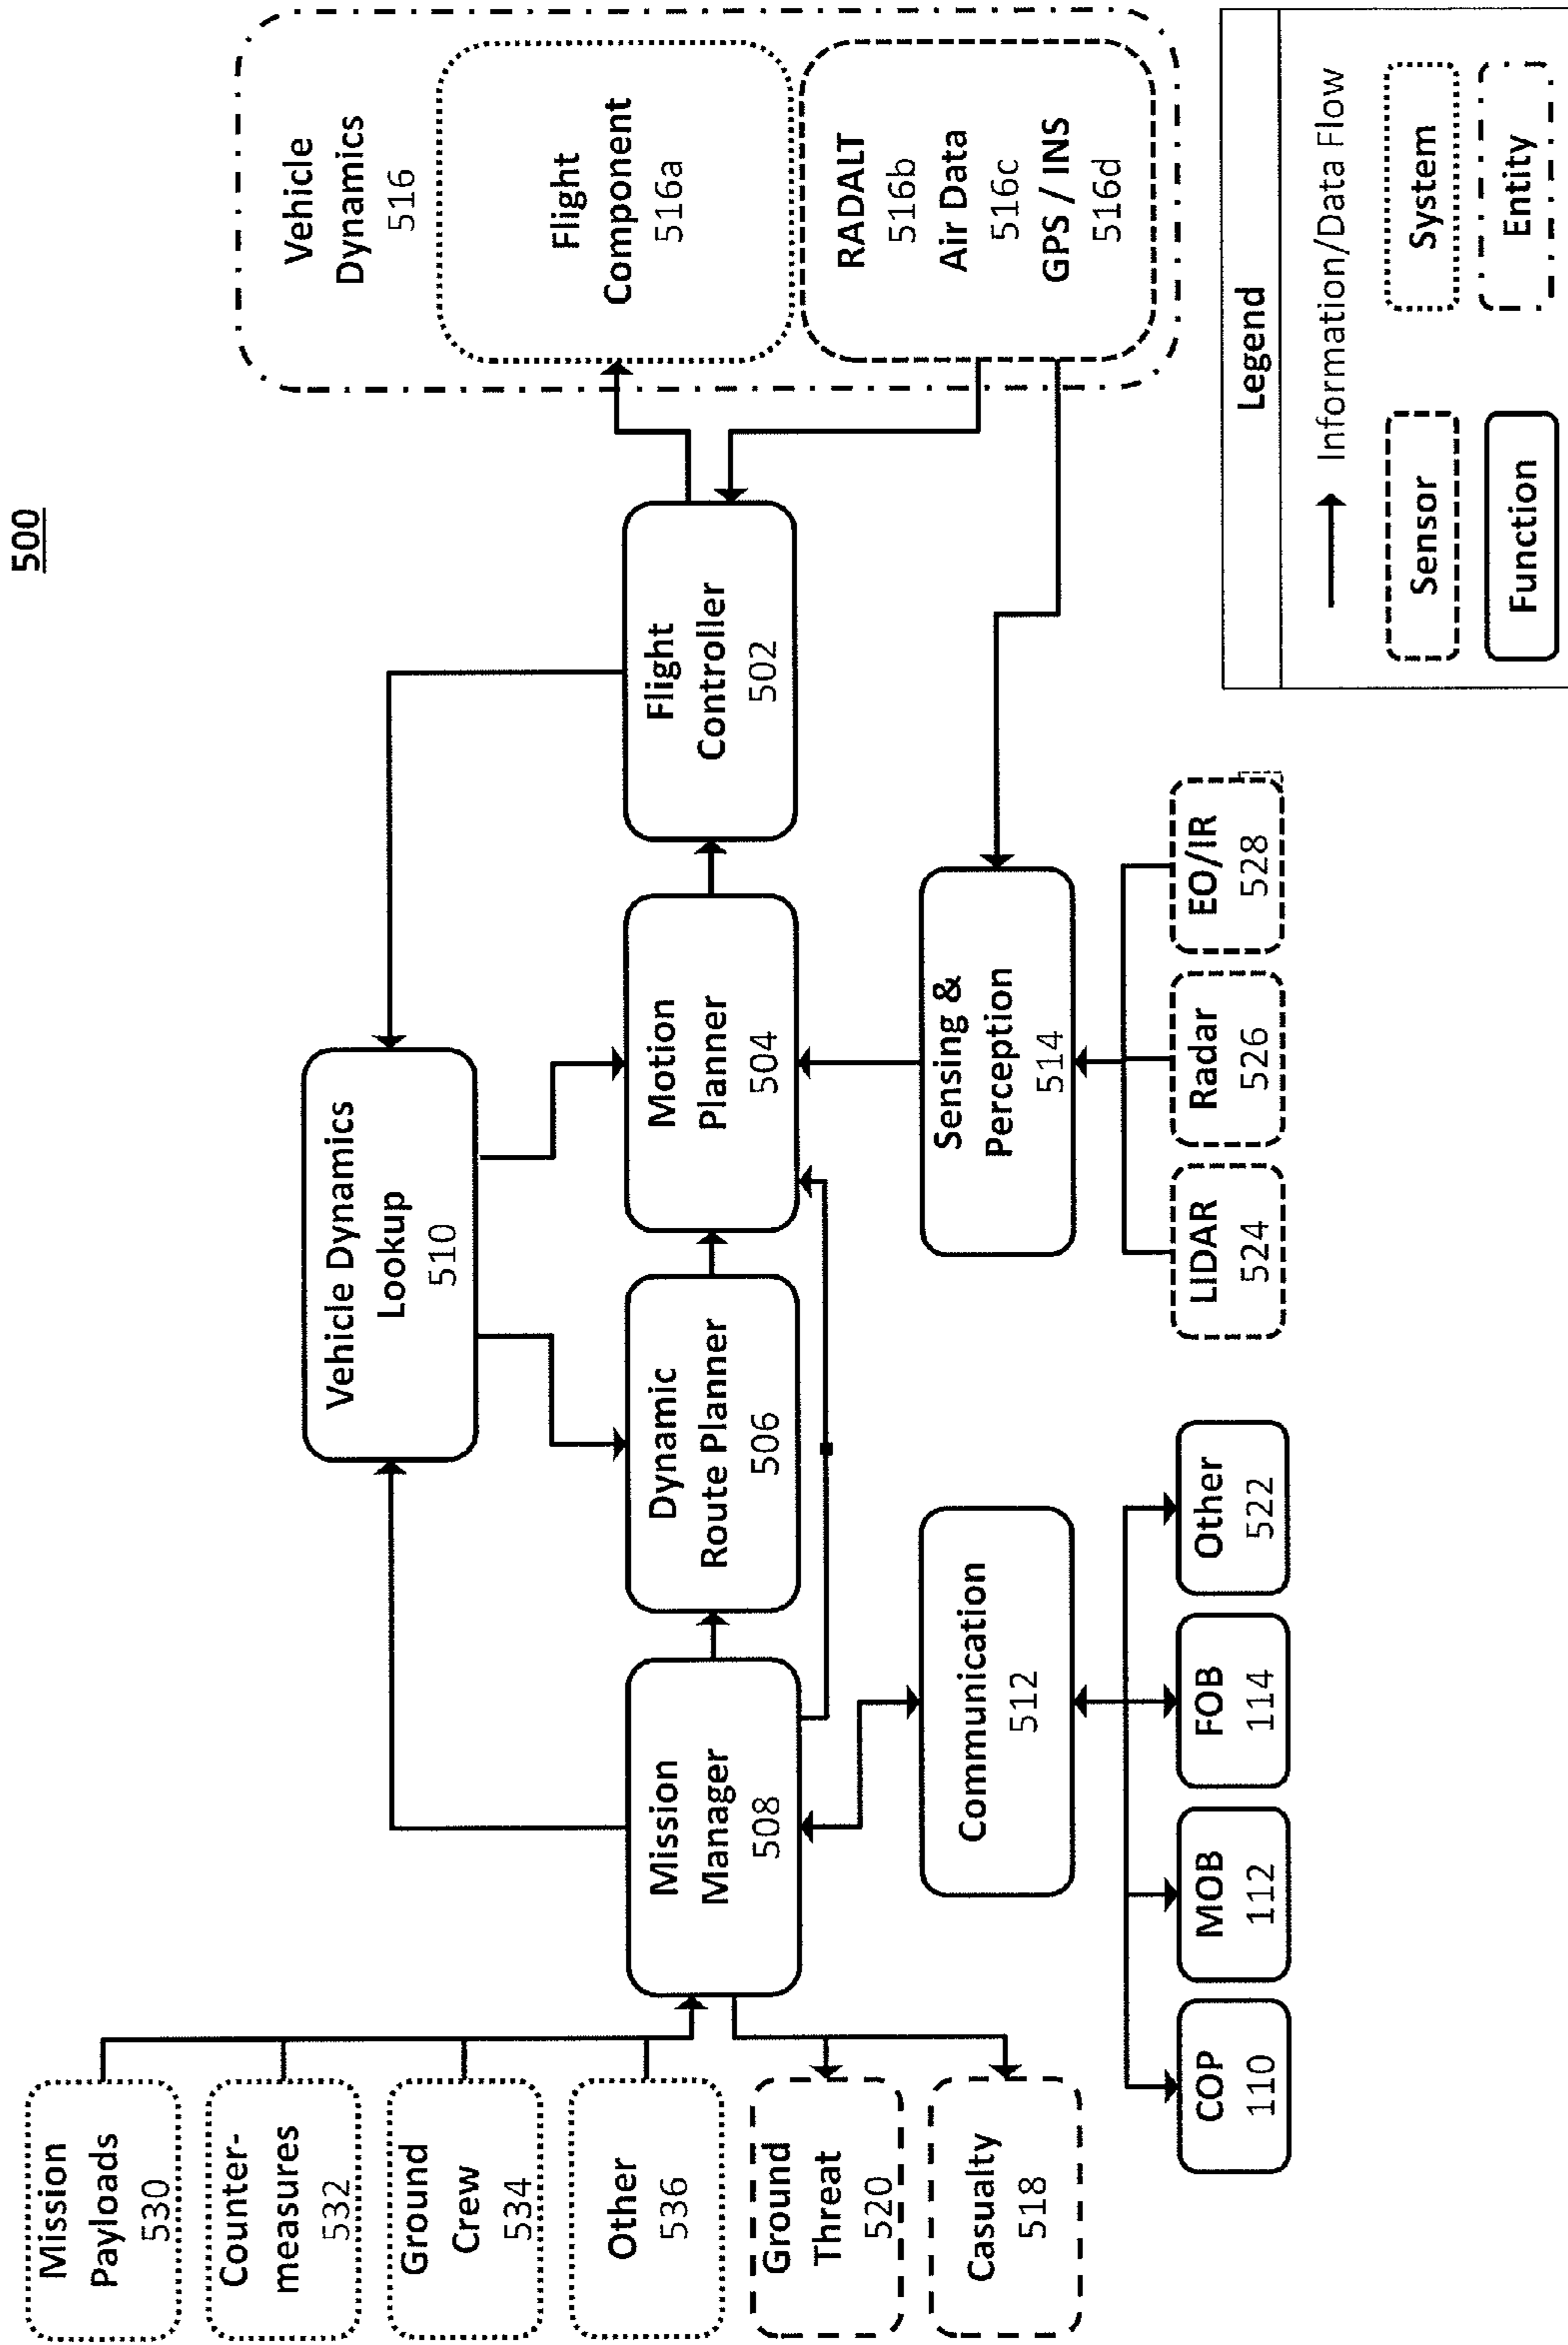 500
Mission
Payloads
530
Counter-
measures
532
Ground
Crew
534
Other
536
Ground
Threat
520
Casualty
518
Vehicle Dynamics
Lookup
510
Mission
Manager
508
Dynamic
Route Planner
506
Motion
Planner
504
Flight
Controller
502
Vehicle
Dynamics
516
Flight
Component
516a
RADALT
516b
Air Data
516c
GPS / INS
516d
Communication
512
Sensing &
Perception
514
COP
110
MOB
112
FOB
114
Other
522
LIDAR
524
Radar
526
EO/IR
528
Legend
Information/Data Flow
Sensor
System
Function
Entity